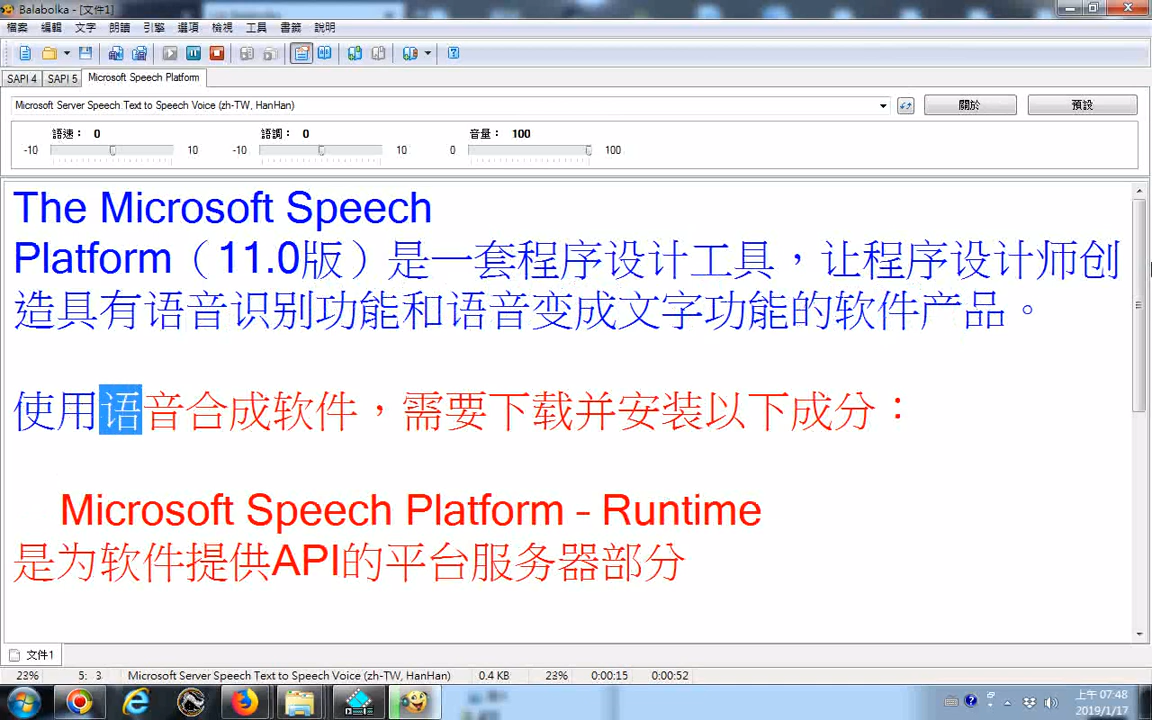 Balabolka - [文件1]
檔案 編輯 文字 朗讀 引擎 選項 檢視 工具 書籤 說明
SAPI 4 SAPI 5 Microsoft Speech Platform
Microsoft Server Speech Text to Speech Voice (zh-TW, HanHan) 關於 預設
語速： 0 語調： 0 音量： 100
-10 10 -10 10 0 100
The Microsoft Speech
Platform（11.0版）是一套程序设计工具，让程序设计师创
造具有语音识别功能和语音变成文字功能的软件产品。
使用语音合成软件，需要下载并安装以下成分：
Microsoft Speech Platform - Runtime
是为软件提供API的平台服务器部分
文件1
23% 5: 3 Microsoft Server Speech Text to Speech Voice (zh-TW, HanHan) 0.4 KB 23% 0:00:15 0:00:52
上午 07:48
2019/1/17